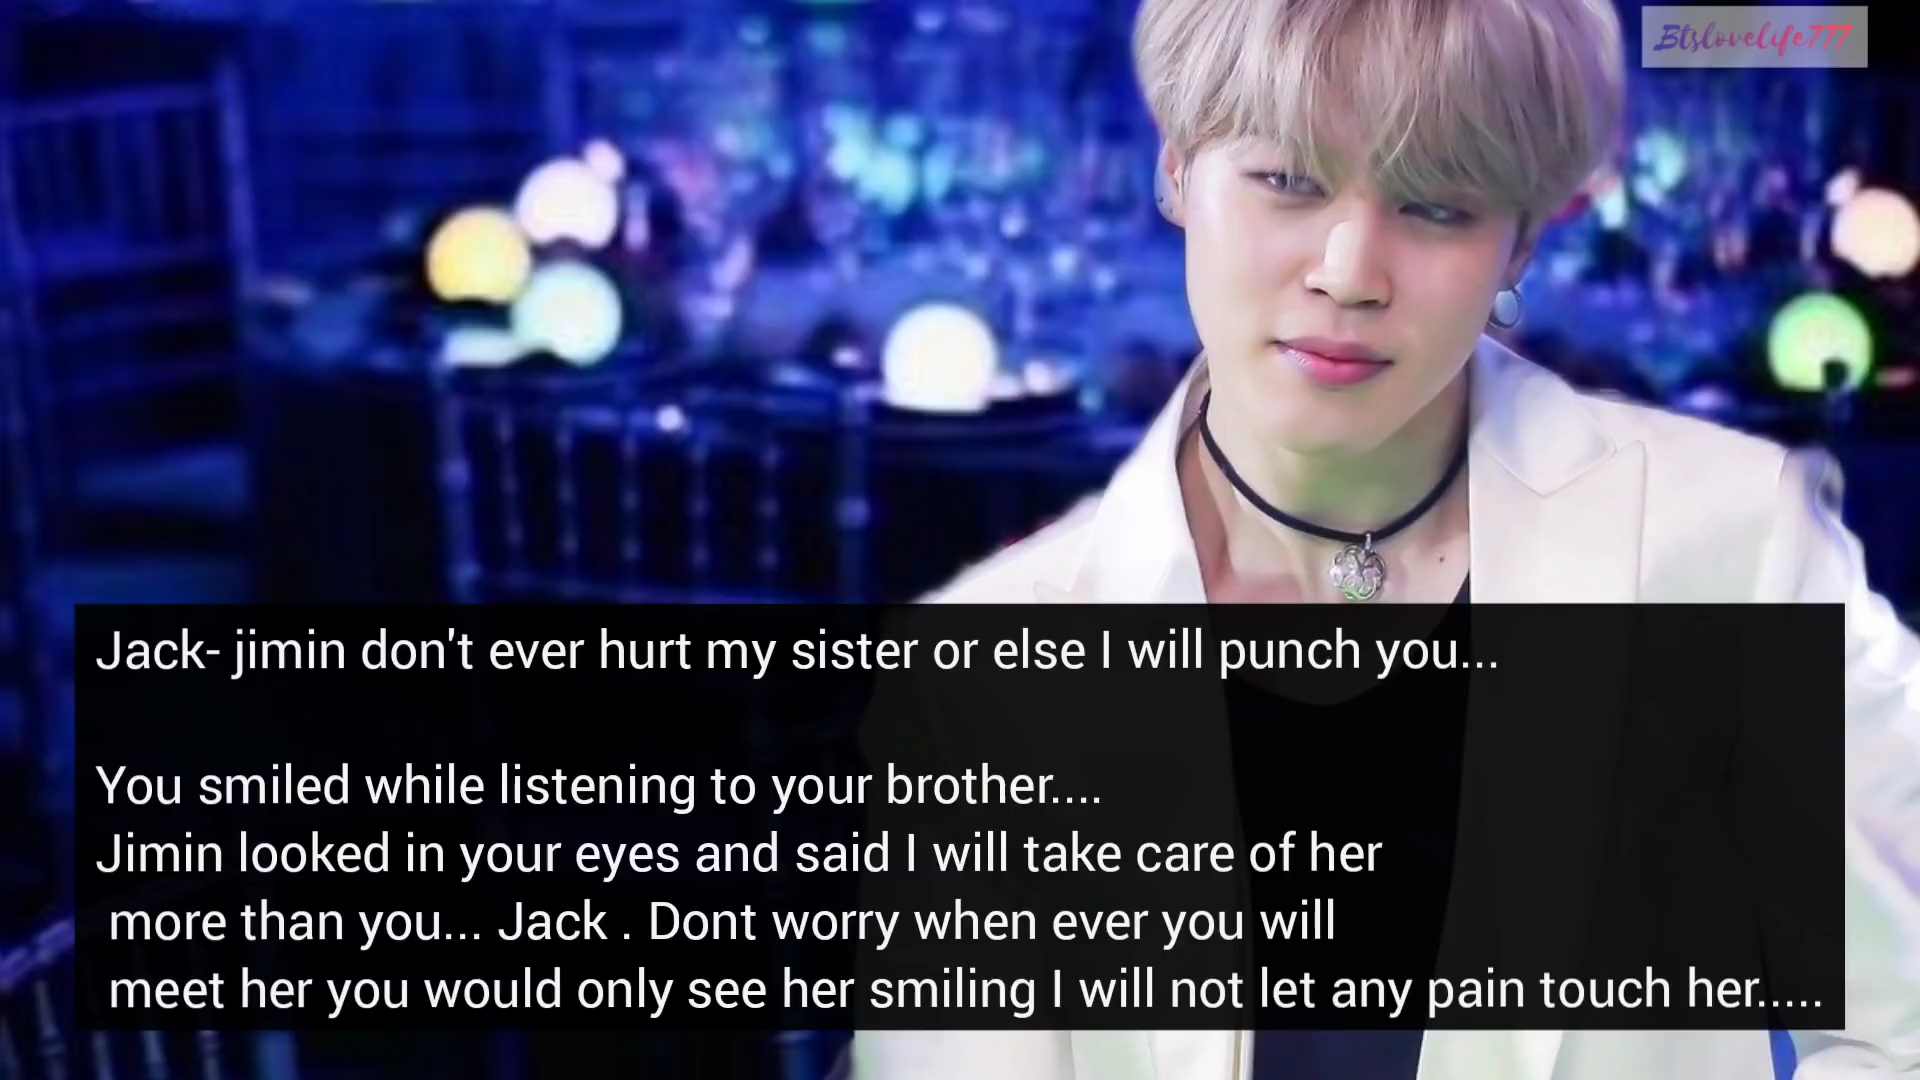 Btslovelife777
Jack- jimin don't ever hurt my sister or else I will punch you...
You smiled while listening to your brother....
Jimin looked in your eyes and said I will take care of her
more than you... Jack . Dont worry when ever you will
meet her you would only see her smiling I will not let any pain touch her.....